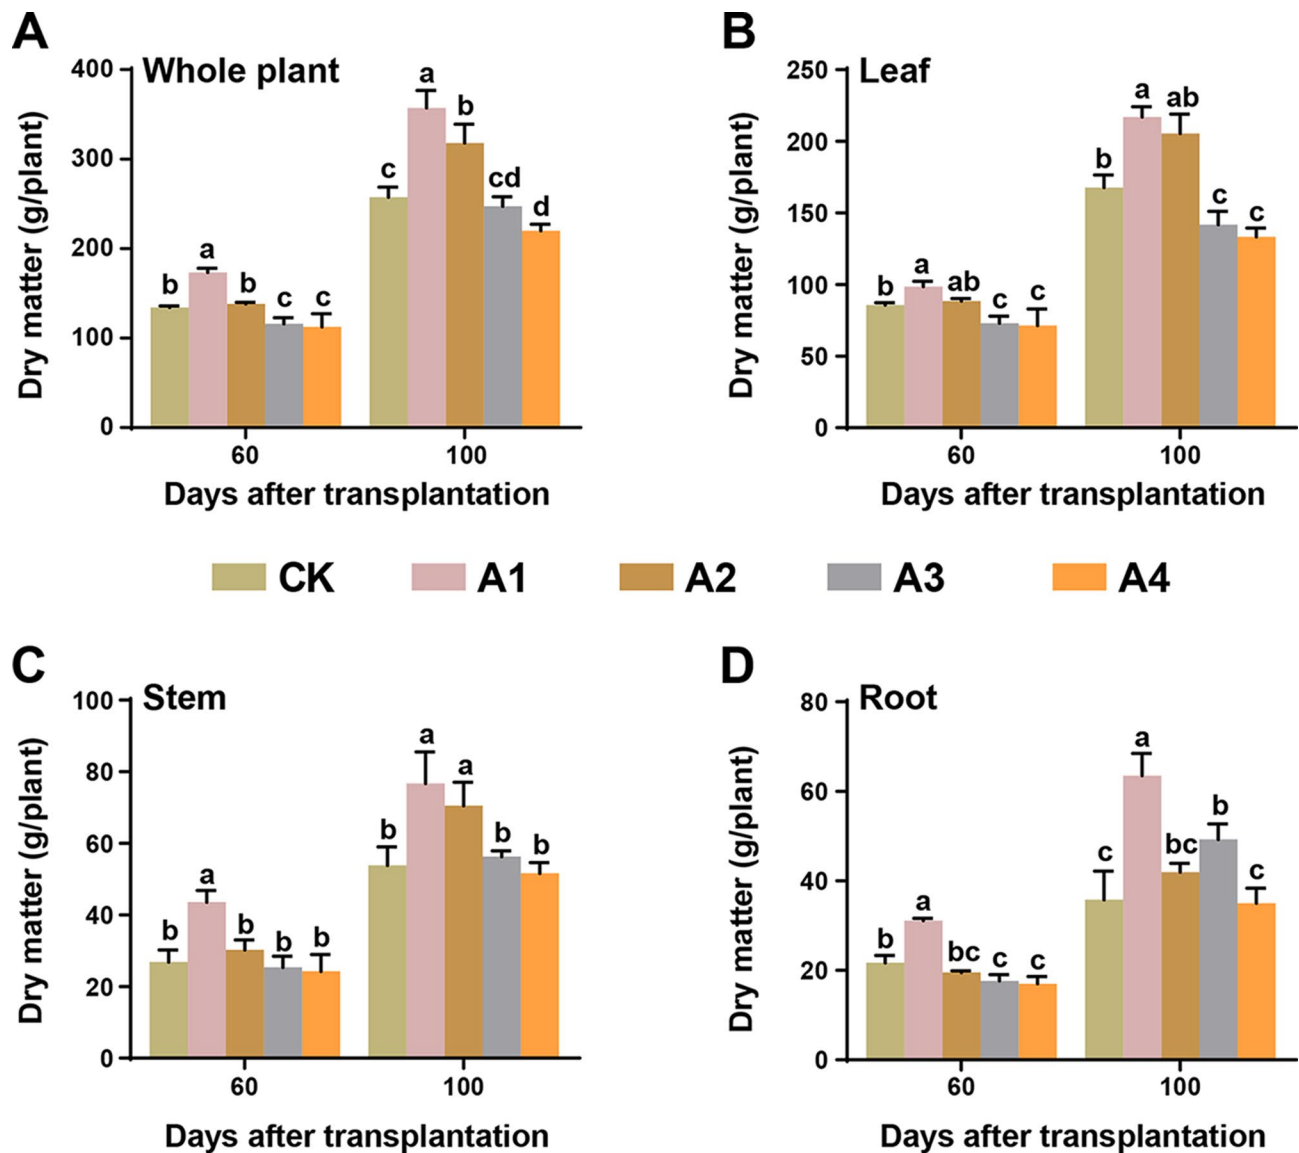 A
Whole plant
400
300
200
100
0
Dry matter (g/plant)
b
a
b
c
c
c
a
b
cd
d
60
100
Days after transplantation
B
Leaf
250
200
150
100
50
0
Dry matter (g/plant)
b
a
ab
c
c
b
a
ab
c
c
60
100
Days after transplantation
CK
A1
A2
A3
A4
C
Stem
100
80
60
40
20
0
Dry matter (g/plant)
b
a
b
b
b
b
a
a
b
b
60
100
Days after transplantation
D
Root
80
60
40
20
0
Dry matter (g/plant)
b
a
bc
c
c
c
a
bc
b
c
60
100
Days after transplantation